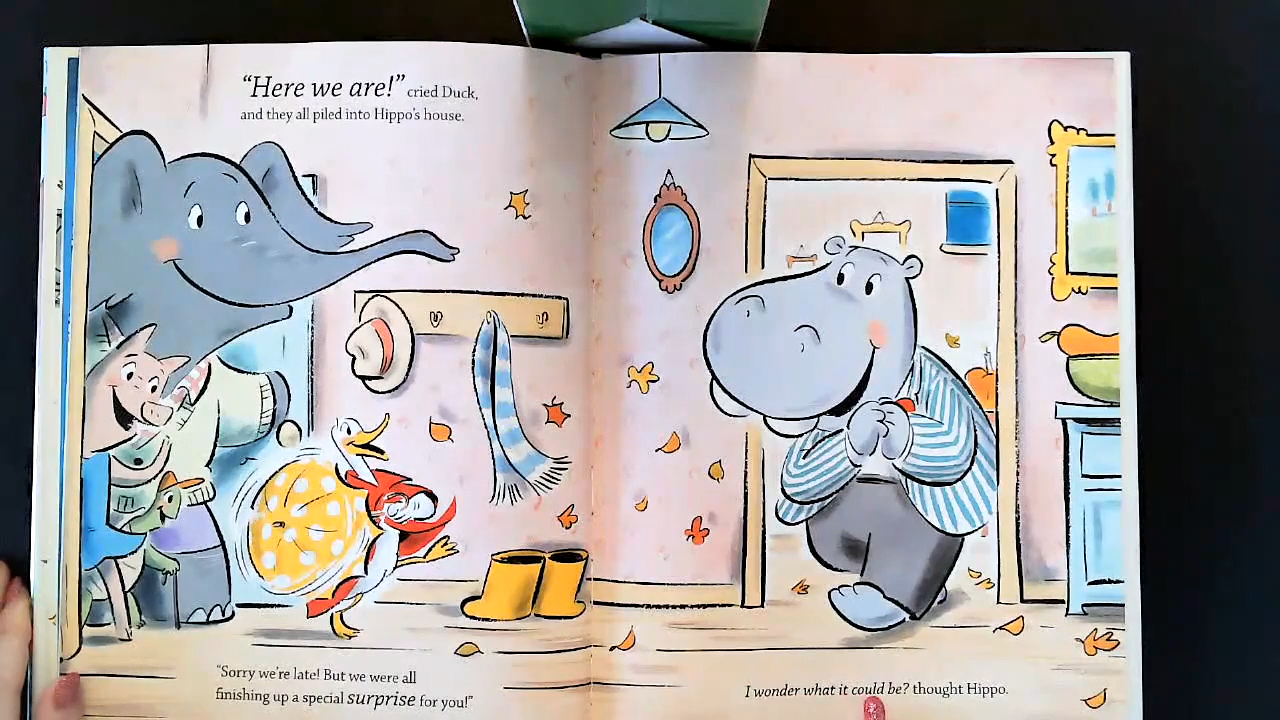 “Here we are!” cried Duck,
and they all piled into Hippo’s house.
“Sorry we’re late! But we were all
finishing up a special surprise for you!”
I wonder what it could be? thought Hippo.